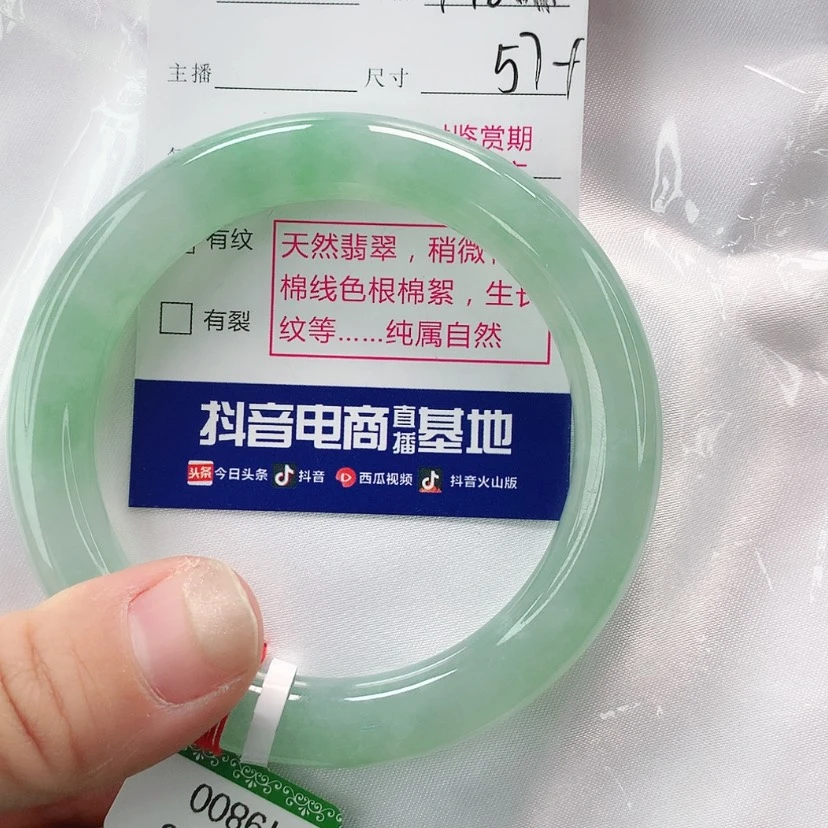 主播 尺寸 57
鉴赏期
有纹
天然翡翠，稍微
棉线色根棉絮，生长
有裂
纹等……纯属自然
抖音电商直播基地
头条 今日头条 抖音 西瓜视频 抖音火山版
19800